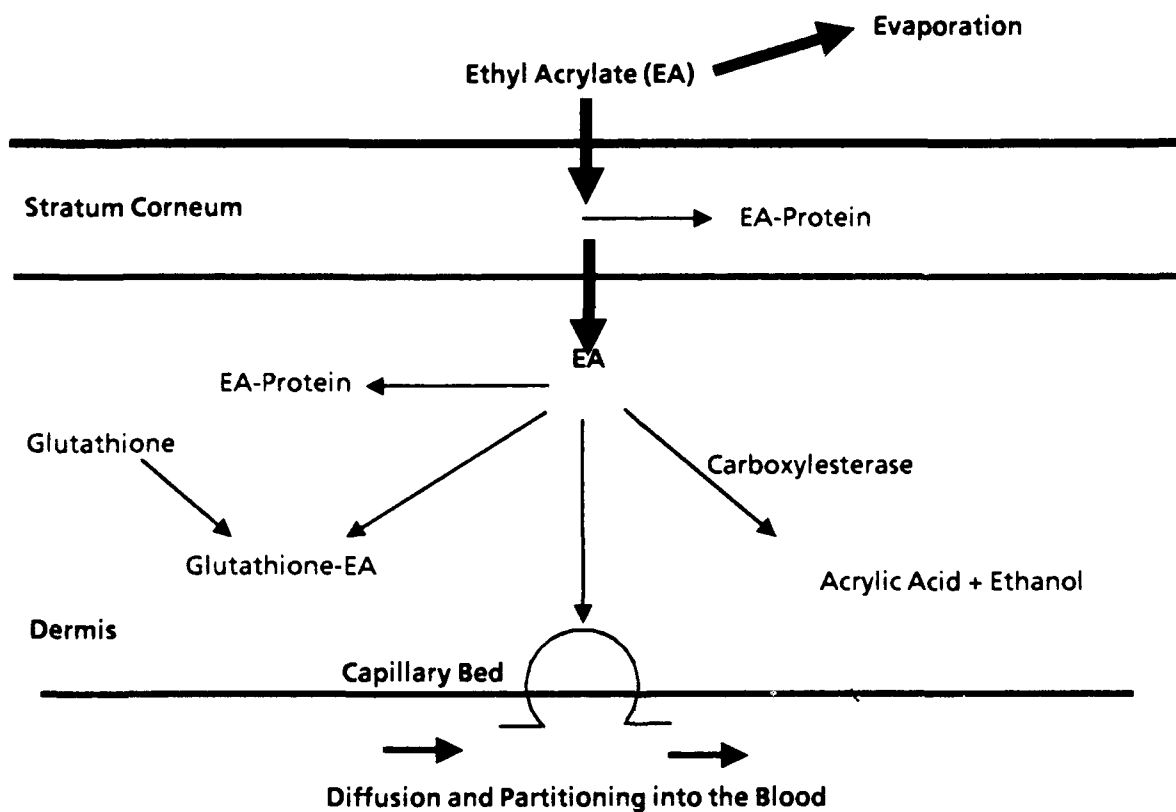 Evaporation
Ethyl Acrylate (EA)
Stratum Corneum
EA-Protein
EA
EA-Protein
Glutathione
Carboxylesterase
Glutathione-EA
Acrylic Acid + Ethanol
Dermis
Capillary Bed
Diffusion and Partitioning into the Blood